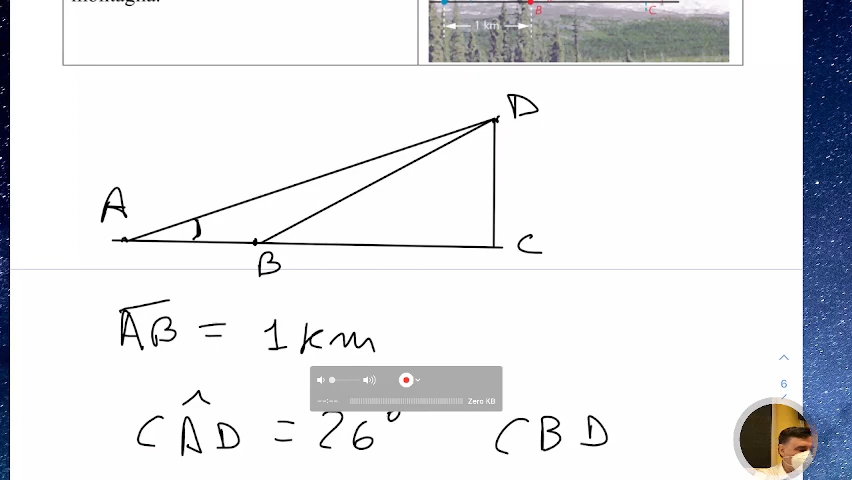 montagna.
B
C
1 km
D
A
C
B
AB = 1 km
Zero KB
--:--
6
CÂD = 26° CBD